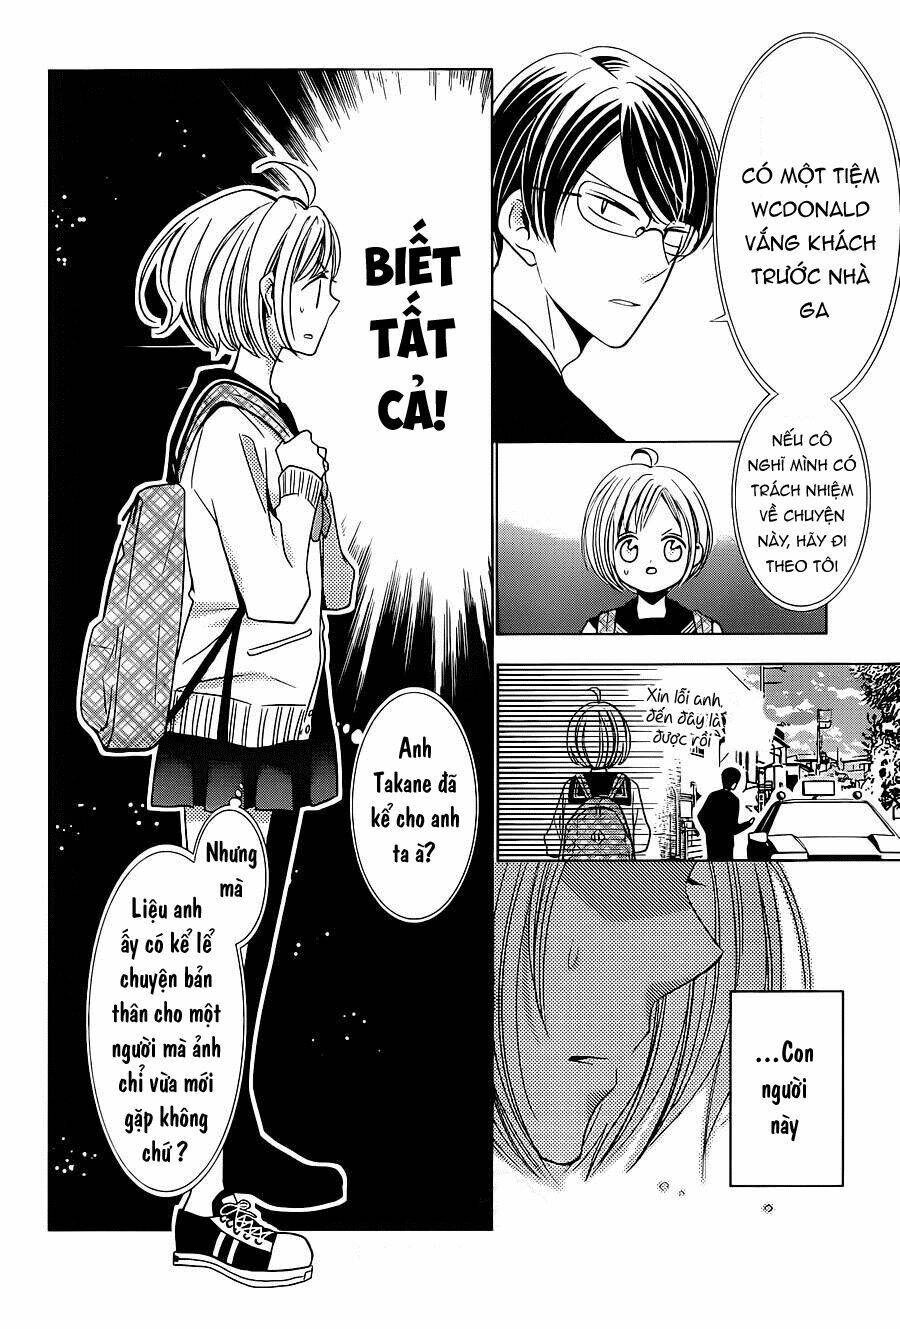 CÓ MỘT TIỆM
WCDONALD
VẮNG KHÁCH
TRƯỚC NHÀ
GA
NẾU CÔ
NGHĨ MÌNH CÓ
TRÁCH NHIỆM
VỀ CHUYỆN
NÀY, HÃY ĐI
THEO TÔI
Xin lỗi anh,
đến đây là
được rồi
...Con
người
này
BIẾT
TẤT
CẢ!
Anh
Takane đã
kể cho anh
ta à?
Nhưng
mà
Liệu anh
ấy có kể lể
chuyện bản
thân cho một
người mà ảnh
chỉ vừa mới
gặp không
chứ ?